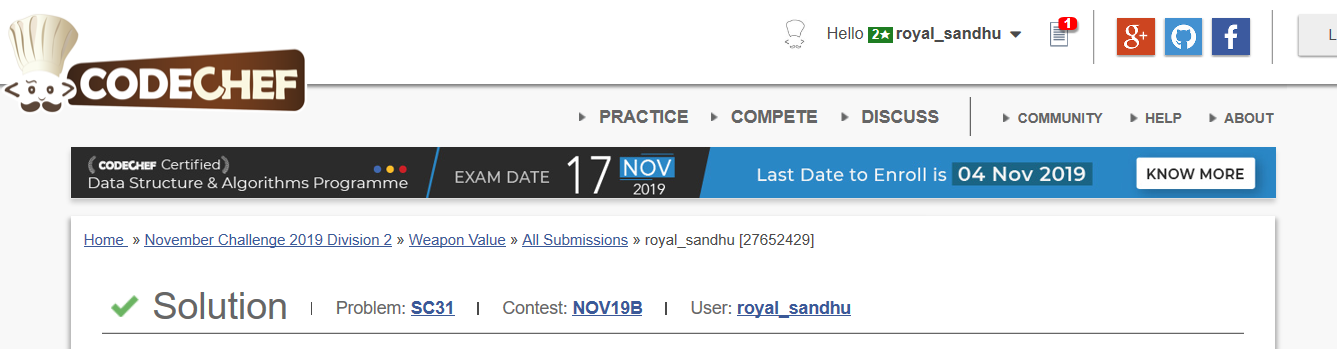 Hello 2★ royal_sandhu
1
L
CODECHEF
PRACTICE COMPETE DISCUSS COMMUNITY HELP ABOUT
CODECHEF Certified
Data Structure & Algorithms Programme
EXAM DATE 17 NOV 2019
Last Date to Enroll is 04 Nov 2019
KNOW MORE
Home » November Challenge 2019 Division 2 » Weapon Value » All Submissions » royal_sandhu [27652429]
Solution | Problem: SC31 | Contest: NOV19B | User: royal_sandhu